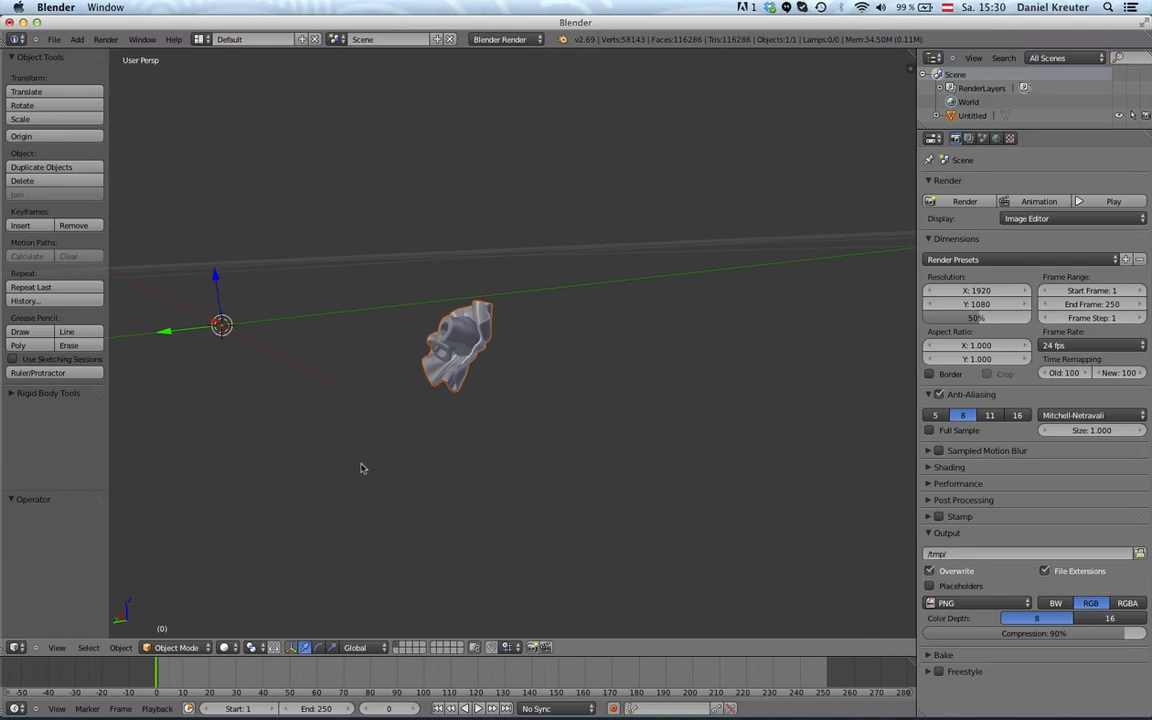 Blender Window 1 99 % Sa. 15:30 Daniel Kreuter
Blender
File Add Render Window Help Default Scene Blender Render v2.69 | Verts:58143 | Faces:116286 | Tris:116286 | Objects:1/1 | Lamps:0/0 | Mem:34.50M (0.11M)
Object Tools
Transform:
Translate
Rotate
Scale
Origin
Object:
Duplicate Objects
Delete
Join
Keyframes:
Insert Remove
Motion Paths:
Calculate Clear
Repeat:
Repeat Last
History...
Grease Pencil:
Draw Line
Poly Erase
Use Sketching Sessions
Ruler/Protractor
Rigid Body Tools
Operator
User Persp
z
y
(0)
View Select Object Object Mode Global
-50 -40 -30 -20 -10 0 10 20 30 40 50 60 70 80 90 100 110 120 130 140 150 160 170 180 190 200 210 220 230 240 250 260 270 280
View Marker Frame Playback Start: 1 End: 250 0 No Sync
View Search All Scenes
Scene
RenderLayers
World
Untitled
Scene
Render
Render Animation Play
Display: Image Editor
Dimensions
Render Presets
Resolution: Frame Range:
X: 1920 Start Frame: 1
Y: 1080 End Frame: 250
50% Frame Step: 1
Aspect Ratio: Frame Rate:
X: 1.000 24 fps
Y: 1.000 Time Remapping:
Border Crop Old: 100 New: 100
Anti-Aliasing
5 8 11 16 Mitchell-Netravali
Full Sample Size: 1.000
Sampled Motion Blur
Shading
Performance
Post Processing
Stamp
Output
/tmp/
Overwrite File Extensions
Placeholders
PNG BW RGB RGBA
Color Depth: 8 16
Compression: 90%
Bake
Freestyle